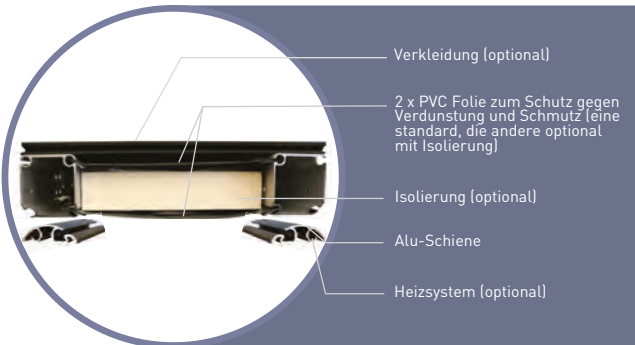 Verkleidung (optional)
2 x PVC Folie zum Schutz gegen
Verdunstung und Schmutz (eine
standard, die andere optional
mit Isolierung)
Isolierung (optional)
Alu-Schiene
Heizsystem (optional)